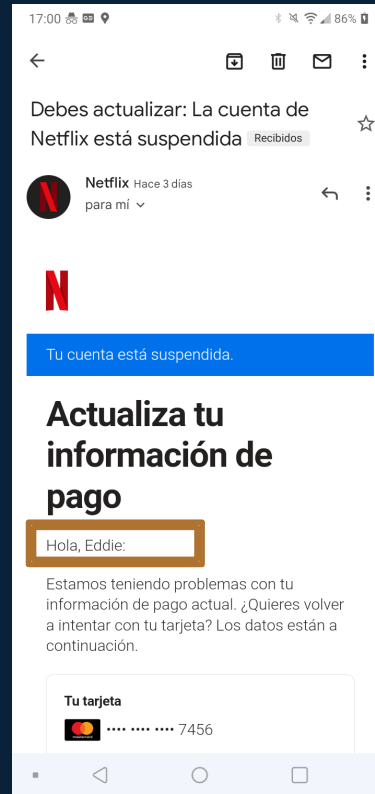 17:00
86%
Debes actualizar: La cuenta de
Netflix está suspendida Recibidos
Netflix Hace 3 días
para mí
N
N
Tu cuenta está suspendida.
Actualiza tu
información de
pago
Hola, Eddie:
Estamos teniendo problemas con tu
información de pago actual. ¿Quieres volver
a intentar con tu tarjeta? Los datos están a
continuación.
Tu tarjeta
•••• •••• •••• 7456